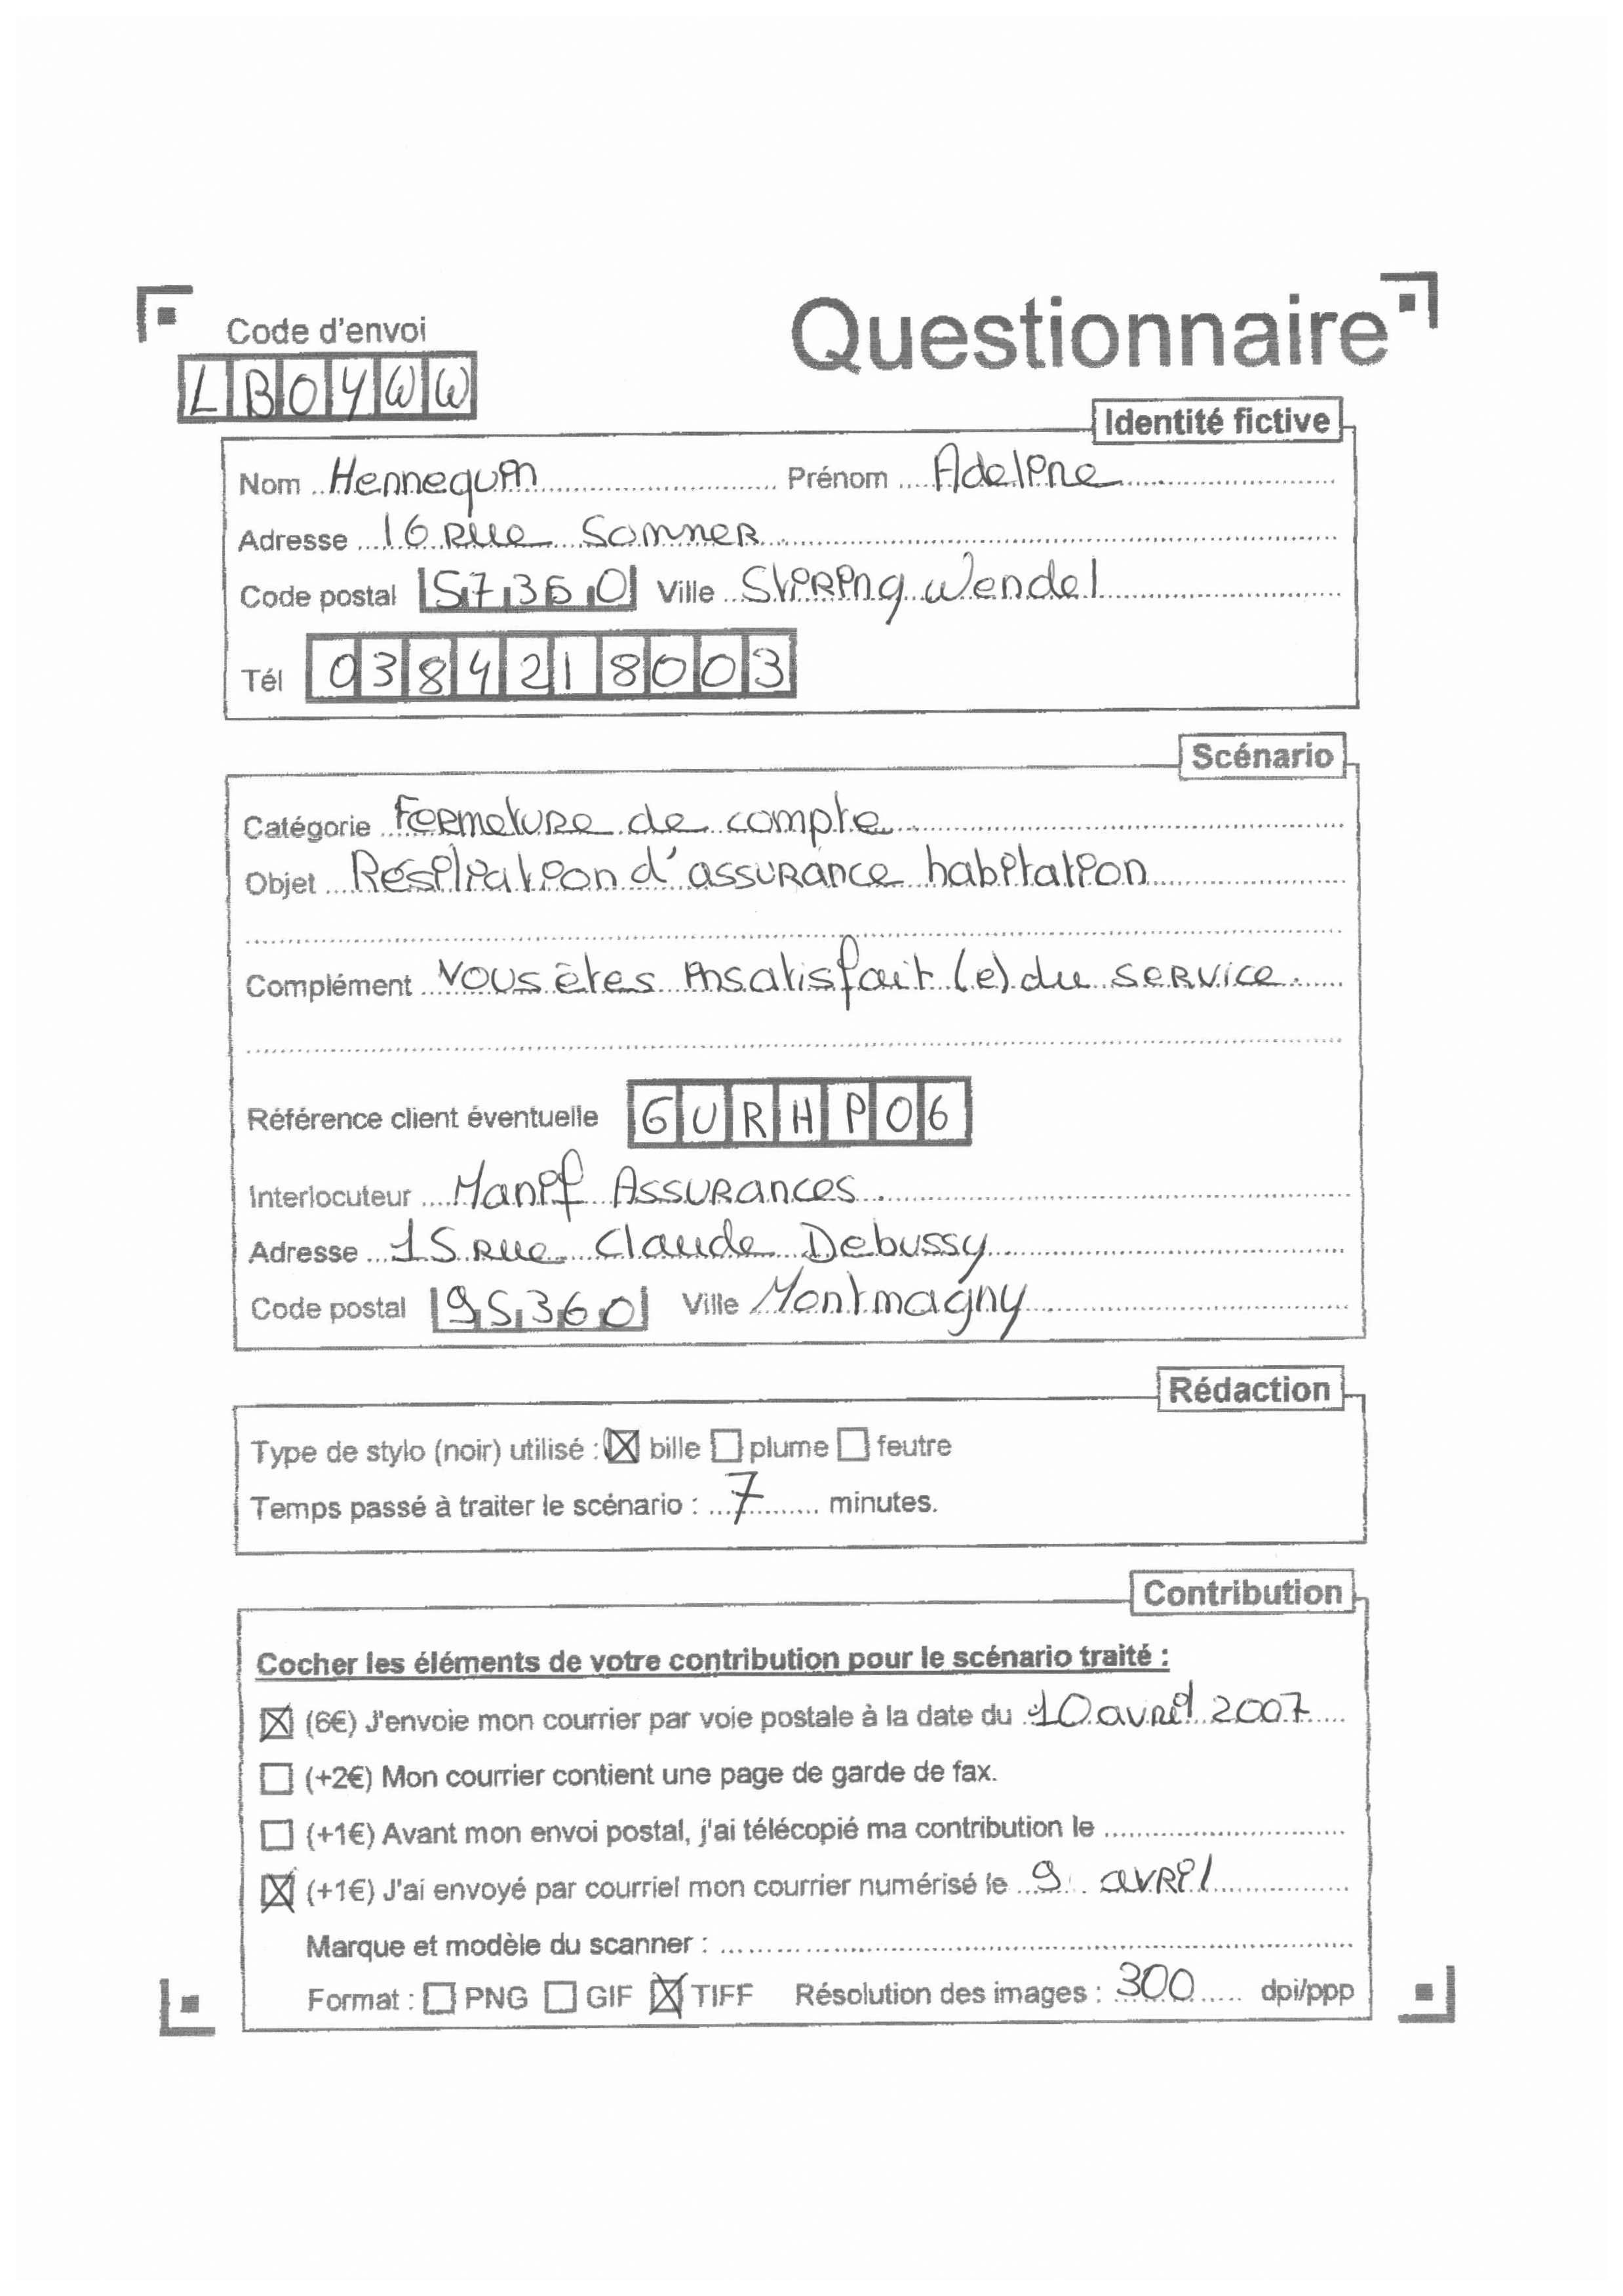 Code d'envoi
LB04WW
Questionnaire
Identité fictive
Nom Hennequin Prénom Adeline
Adresse 16 Rue Sommer
Code postal 57350 Ville Stiring Wendel
Tél 0384218003
Scénario
Catégorie Fermeture de compte
Objet Résiliation d'assurance habitation
Complément Vous êtes insatisfait (e) du service.
Référence client éventuelle GURHP06
Interlocuteur Manif Assurances.
Adresse 15 Rue Claude Debussy
Code postal 95360 Ville Montmagny
Rédaction
Type de stylo (noir) utilisé : ☒ bille ☐ plume ☐ feutre
Temps passé à traiter le scénario : 7 minutes.
Contribution
Cocher les éléments de votre contribution pour le scénario traité :
☒ (6€) J'envoie mon courrier par voie postale à la date du 10 avril 2007
☐ (+2€) Mon courrier contient une page de garde de fax.
☐ (+1€) Avant mon envoi postal, j'ai télécopié ma contribution le
☒ (+1€) J'ai envoyé par courriel mon courrier numérisé le 9 avril
Marque et modèle du scanner :
Format : ☐ PNG ☐ GIF ☒ TIFF Résolution des images : 300 dpi/ppp